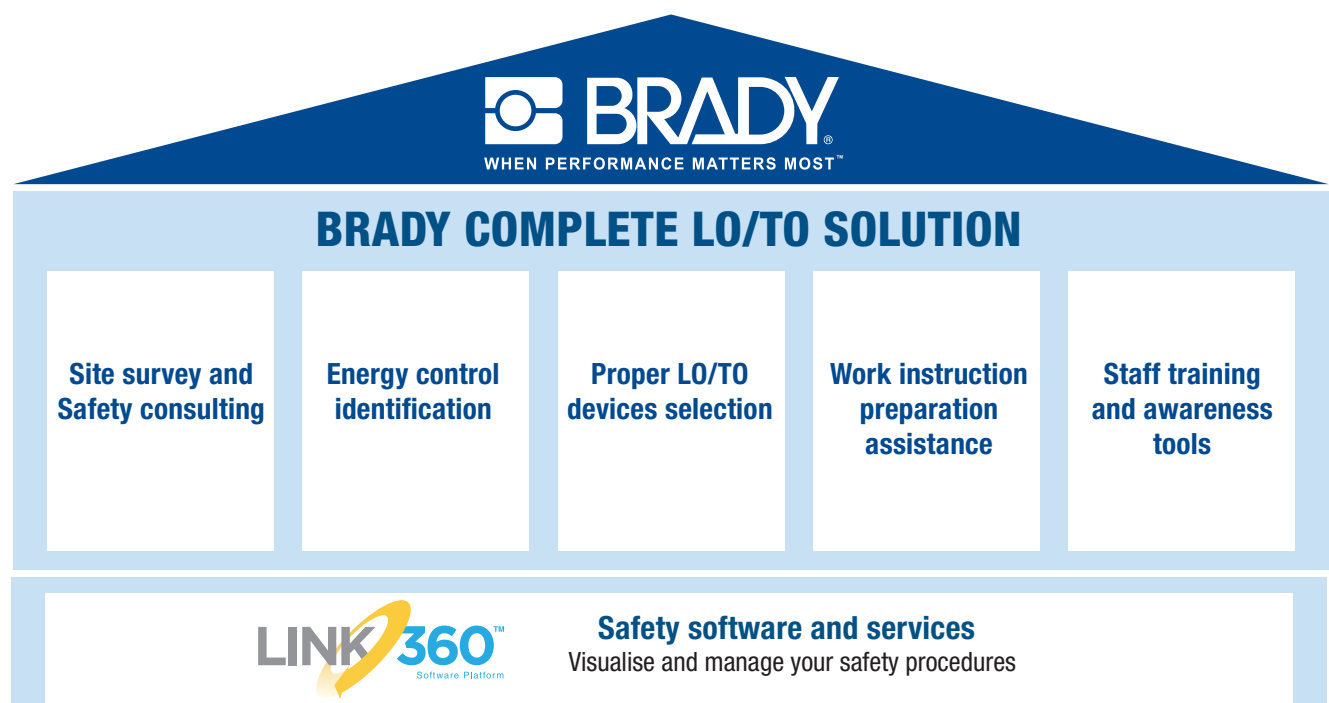 BRADY®
WHEN PERFORMANCE MATTERS MOST™
BRADY COMPLETE LO/TO SOLUTION
Site survey and
Safety consulting
Energy control
identification
Proper LO/TO
devices selection
Work instruction
preparation
assistance
Staff training
and awareness
tools
LINK360™
Software Platform
Safety software and services
Visualise and manage your safety procedures